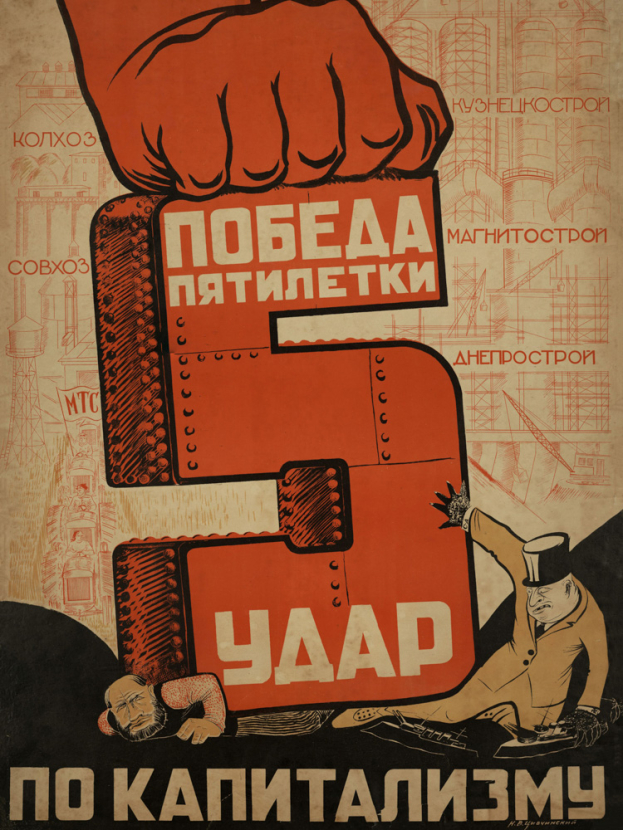 КУЗНЕЦКОСТРОЙ
КОЛХОЗ
ПОБЕДА
МАГНИТОСТРОЙ
СОВХОЗ
ПЯТИЛЕТКИ
ДНЕПРОСТРОЙ
МТС
5
УДАР
ПО КАПИТАЛИЗМУ